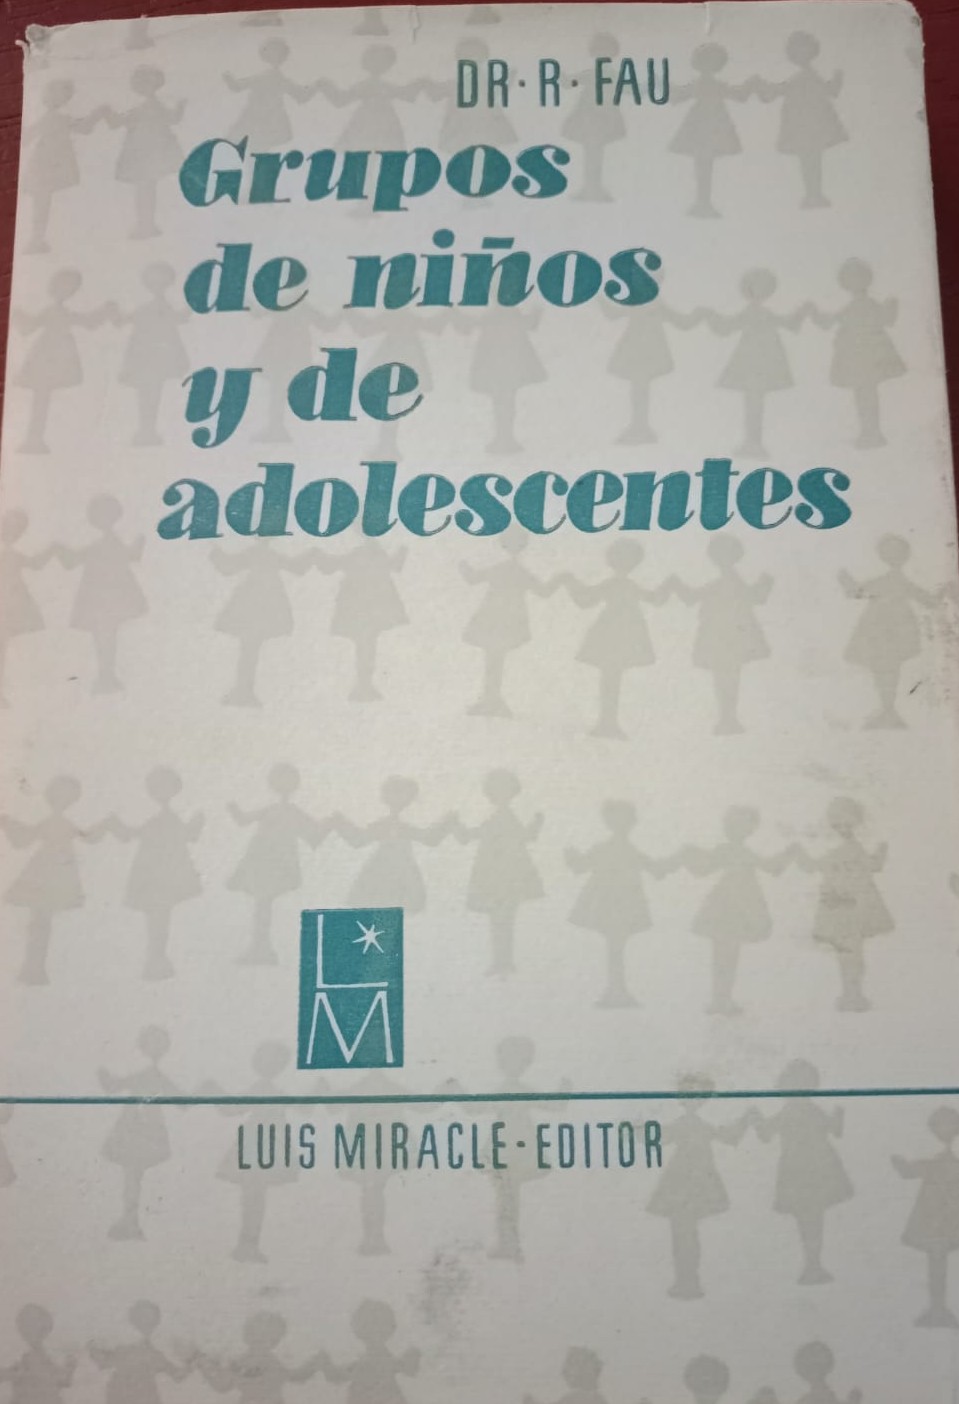 DR·R·FAU
Grupos
de niños
y de
adolescentes
L
M
LUIS MIRACLE·EDITOR